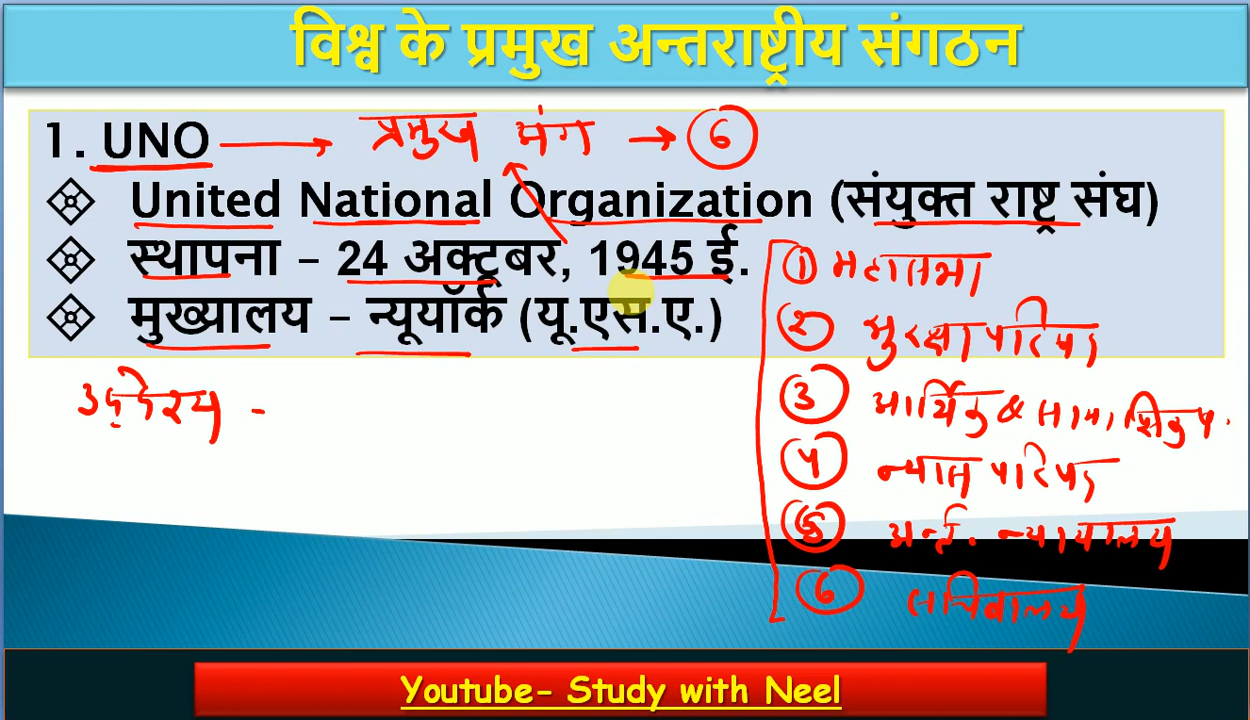 विश्व के प्रमुख अन्तराष्ट्रीय संगठन
1. UNO → प्रमुख अंग → 6
United National Organization (संयुक्त राष्ट्र संघ)
स्थापना – 24 अक्टूबर, 1945 ई.
मुख्यालय – न्यूयॉर्क (यू.एस.ए.)
1 महासभा
2 सुरक्षा परिषद
3 आर्थिक & सामाजिक प.
4 न्यास परिषद
5 अन्त. न्यायालय
6 सचिवालय
उद्देश्य -
Youtube- Study with Neel